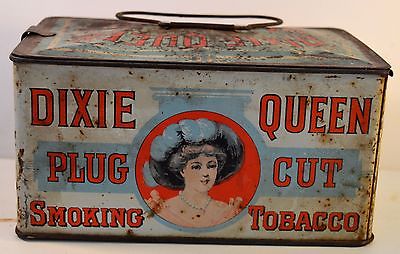 DIXIE QUEEN
PLUG CUT
SMOKING TOBACCO